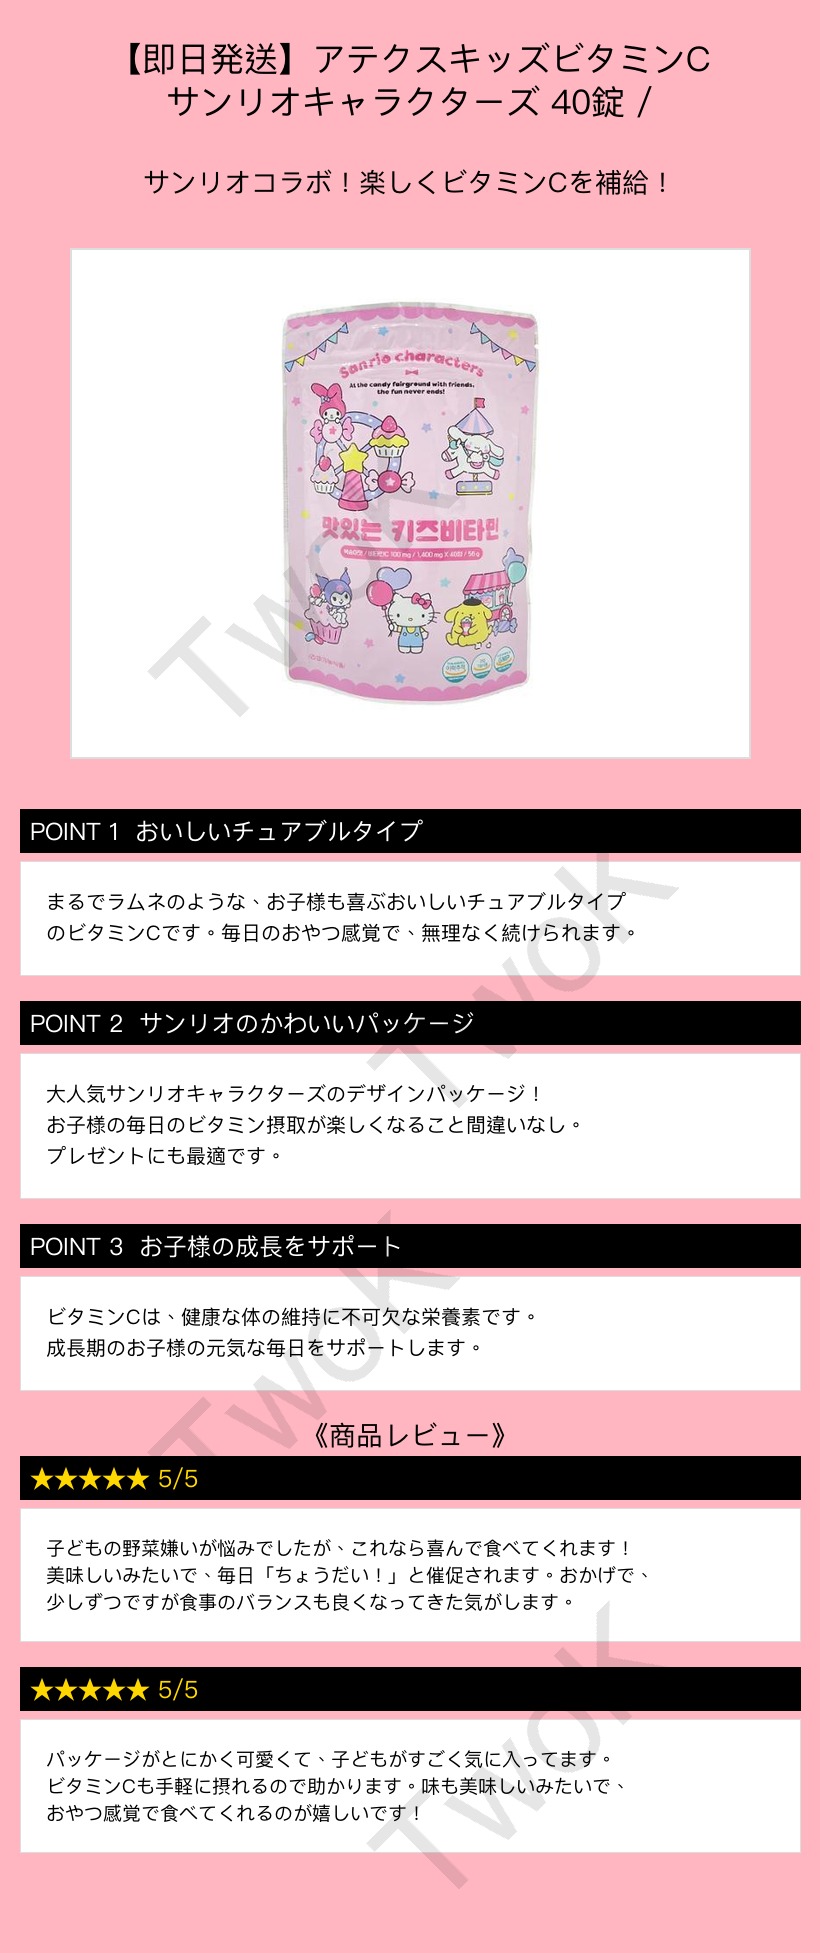 【即日発送】アテクスキッズビタミンC
サンリオキャラクターズ 40錠 /
サンリオコラボ！楽しくビタミンCを補給！
Sanrio characters
At the candy fairground with friends,
the fun never ends!
맛있는 키즈비타민
비타민C 100 mg / 1,400 mg X 40정 / 56 g
POINT 1 おいしいチュアブルタイプ
まるでラムネのような、お子様も喜ぶおいしいチュアブルタイプ
のビタミンCです。毎日のおやつ感覚で、無理なく続けられます。
POINT 2 サンリオのかわいいパッケージ
大人気サンリオキャラクターズのデザインパッケージ！
お子様の毎日のビタミン摂取が楽しくなること間違いなし。
プレゼントにも最適です。
POINT 3 お子様の成長をサポート
ビタミンCは、健康な体の維持に不可欠な栄養素です。
成長期のお子様の元気な毎日をサポートします。
《商品レビュー》
★★★★★ 5/5
子どもの野菜嫌いが悩みでしたが、これなら喜んで食べてくれます！
美味しいみたいで、毎日「ちょうだい！」と催促されます。おかげで、
少しずつですが食事のバランスも良くなってきた気がします。
★★★★★ 5/5
パッケージがとにかく可愛くて、子どもがすごく気に入ってます。
ビタミンCも手軽に摂れるので助かります。味も美味しいみたいで、
おやつ感覚で食べてくれるのが嬉しいです！
TwoK
TwoK
TwoK
TwoK